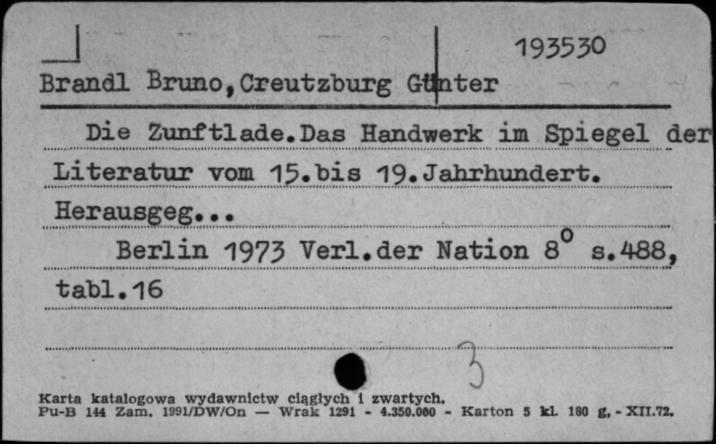 193530
Brandl Bruno,Creutzburg Günter
Die Zunftlade.Das Handwerk im Spiegel der
Literatur vom 15.bis 19.Jahrhundert.
Herausgeg...
Berlin 1973 Verl.der Nation 8° s.488,
tabl.16
3
Karta katalogowa wydawnictw ciągłych i zwartych.
Pu-B 144 Zam. 1991/DW/On — Wrak 1291 - 4.350.000 - Karton 5 kl. 180 g. - XII.72.